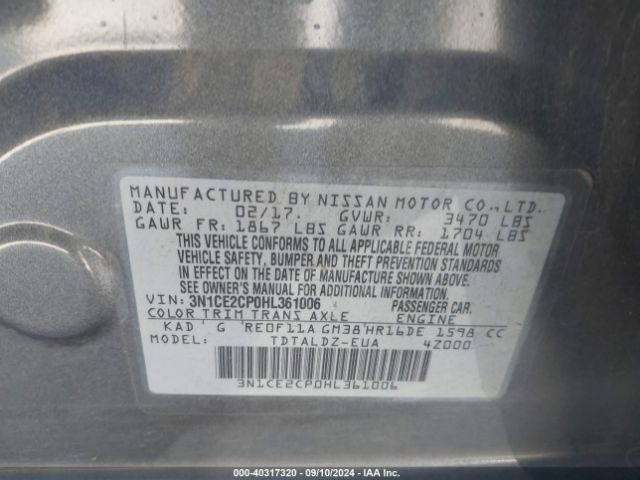 MANUFACTURED BY NISSAN MOTOR CO.,LTD.
DATE: 02/17. GVWR: 3470 LBS
GAWR FR: 1867 LBS GAWR RR: 1704 LBS
THIS VEHICLE CONFORMS TO ALL APPLICABLE FEDERAL MOTOR
VEHICLE SAFETY, BUMPER AND THEFT PREVENTION STANDARDS
IN EFFECT ON THE DATE OF MANUFACTURE SHOWN ABOVE.
SEE OWNER'S MANUAL FOR ADDITIONAL INFORMATION.
VIN: 3N1CE2CP0HL361006 PASSENGER CAR.
COLOR TRIM TRANS AXLE ENGINE
KAD ' G RE0F11A GM38 HR16DE 1598 CC
MODEL: TDTALDZ-EUA 4Z000
3N1CE2CP0HL361006
000-40317320 - 09/10/2024 - IAA Inc.